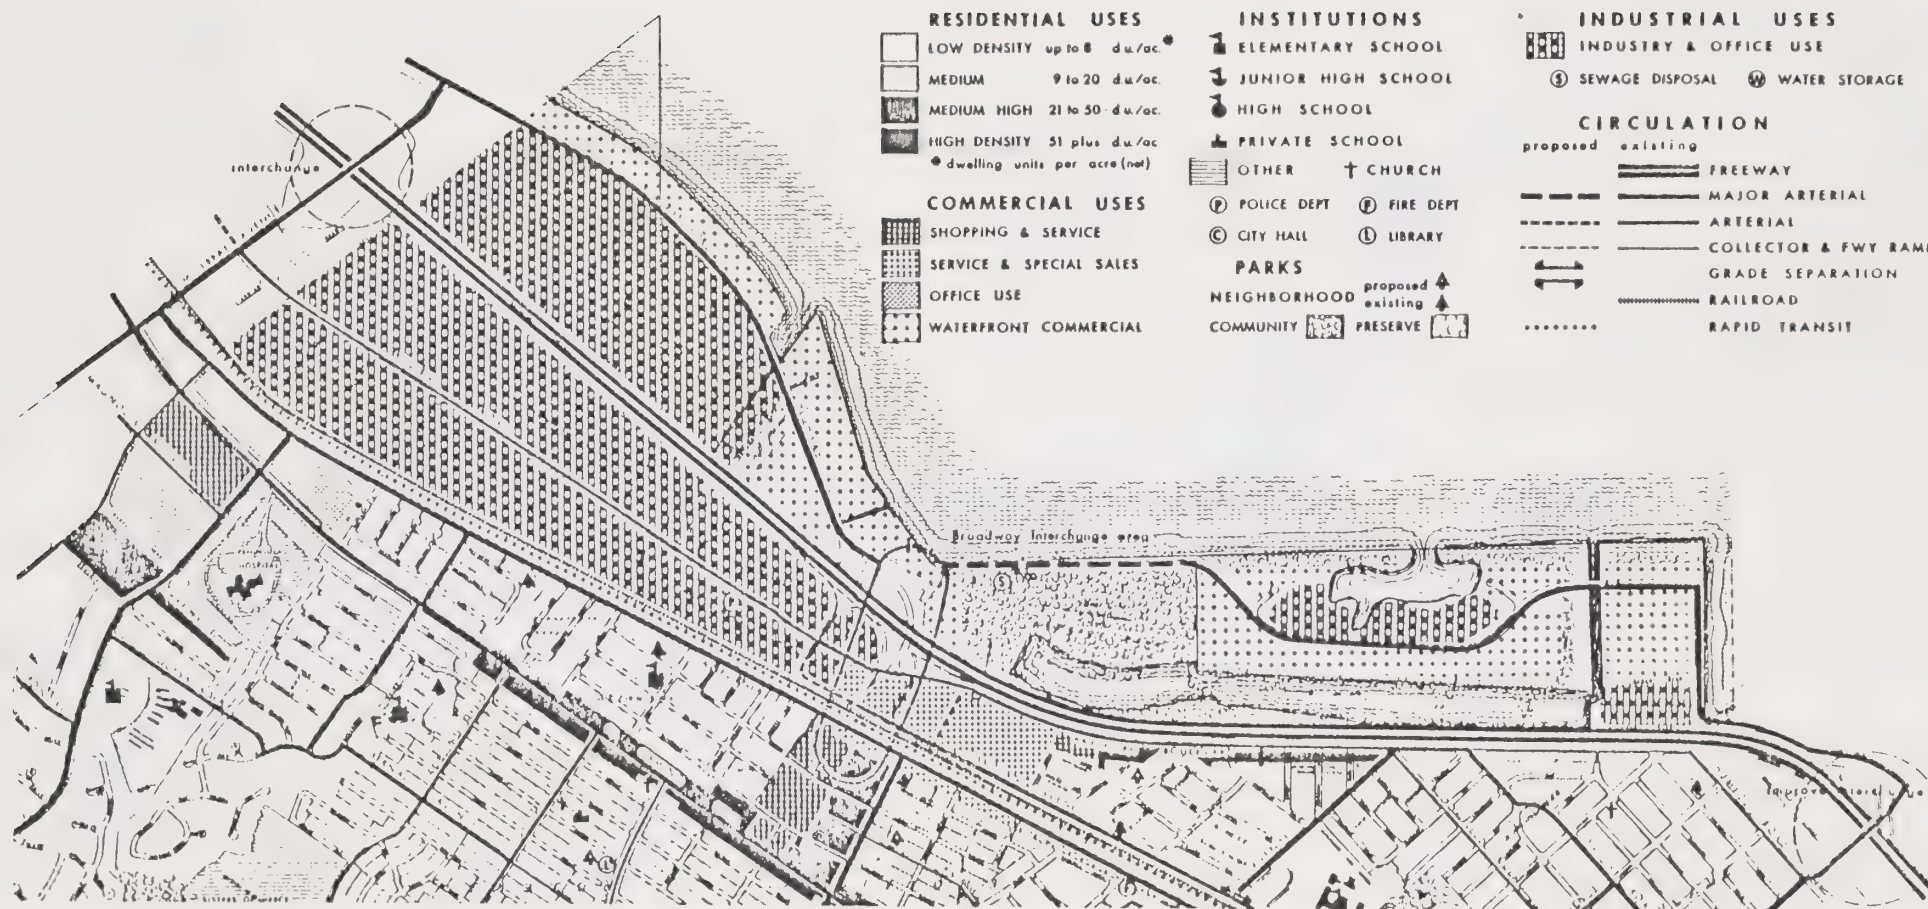 RESIDENTIAL USES
LOW DENSITY up to 8 d.u./ac.*
MEDIUM 9 to 20 d.u./ac.
MEDIUM HIGH 21 to 50 d.u./ac.
HIGH DENSITY 51 plus d.u./ac
* dwelling units per acre (net)
COMMERCIAL USES
SHOPPING & SERVICE
SERVICE & SPECIAL SALES
OFFICE USE
WATERFRONT COMMERCIAL
INSTITUTIONS
ELEMENTARY SCHOOL
JUNIOR HIGH SCHOOL
HIGH SCHOOL
PRIVATE SCHOOL
OTHER CHURCH
P POLICE DEPT F FIRE DEPT
C CITY HALL L LIBRARY
PARKS
NEIGHBORHOOD proposed
existing
COMMUNITY PRESERVE
INDUSTRIAL USES
INDUSTRY & OFFICE USE
S SEWAGE DISPOSAL W WATER STORAGE
CIRCULATION
proposed existing
FREEWAY
MAJOR ARTERIAL
ARTERIAL
COLLECTOR & FWY RAM
GRADE SEPARATION
RAILROAD
RAPID TRANSIT
Interchange
Broadway Interchange area
S
L